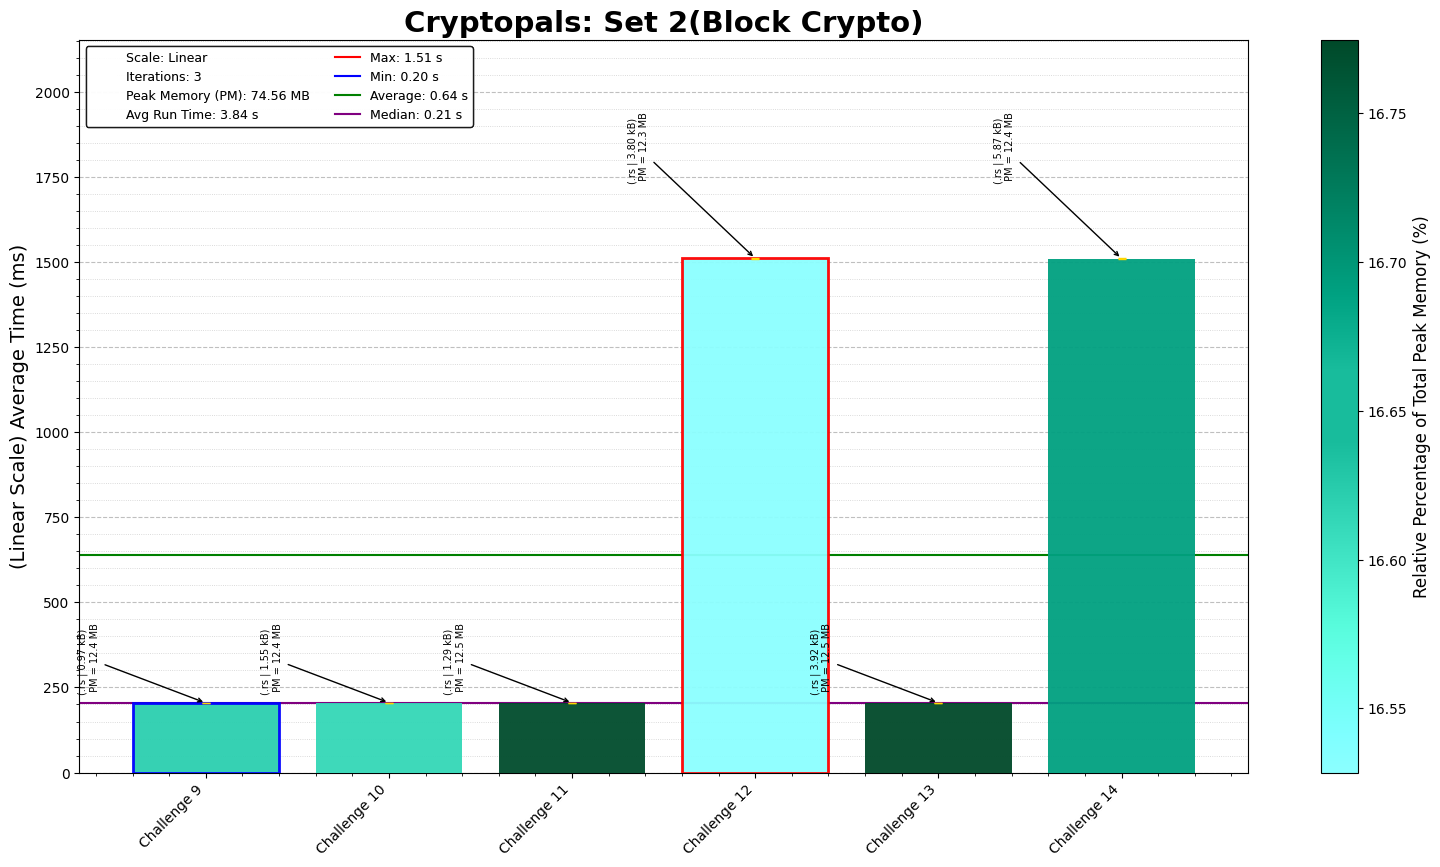 Cryptopals: Set 2(Block Crypto)
Scale: Linear
Iterations: 3
Peak Memory (PM): 74.56 MB
Avg Run Time: 3.84 s
Max: 1.51 s
Min: 0.20 s
Average: 0.64 s
Median: 0.21 s
(Linear Scale) Average Time (ms)
2000
1750
1500
1250
1000
750
500
250
0
(.rs | 0.97 kB)
PM = 12.4 MB
(.rs | 1.55 kB)
PM = 12.4 MB
(.rs | 1.29 kB)
PM = 12.5 MB
(.rs | 3.80 kB)
PM = 12.3 MB
(.rs | 3.92 kB)
PM = 12.5 MB
(.rs | 5.87 kB)
PM = 12.4 MB
Challenge 9
Challenge 10
Challenge 11
Challenge 12
Challenge 13
Challenge 14
16.75
16.70
16.65
16.60
16.55
Relative Percentage of Total Peak Memory (%)